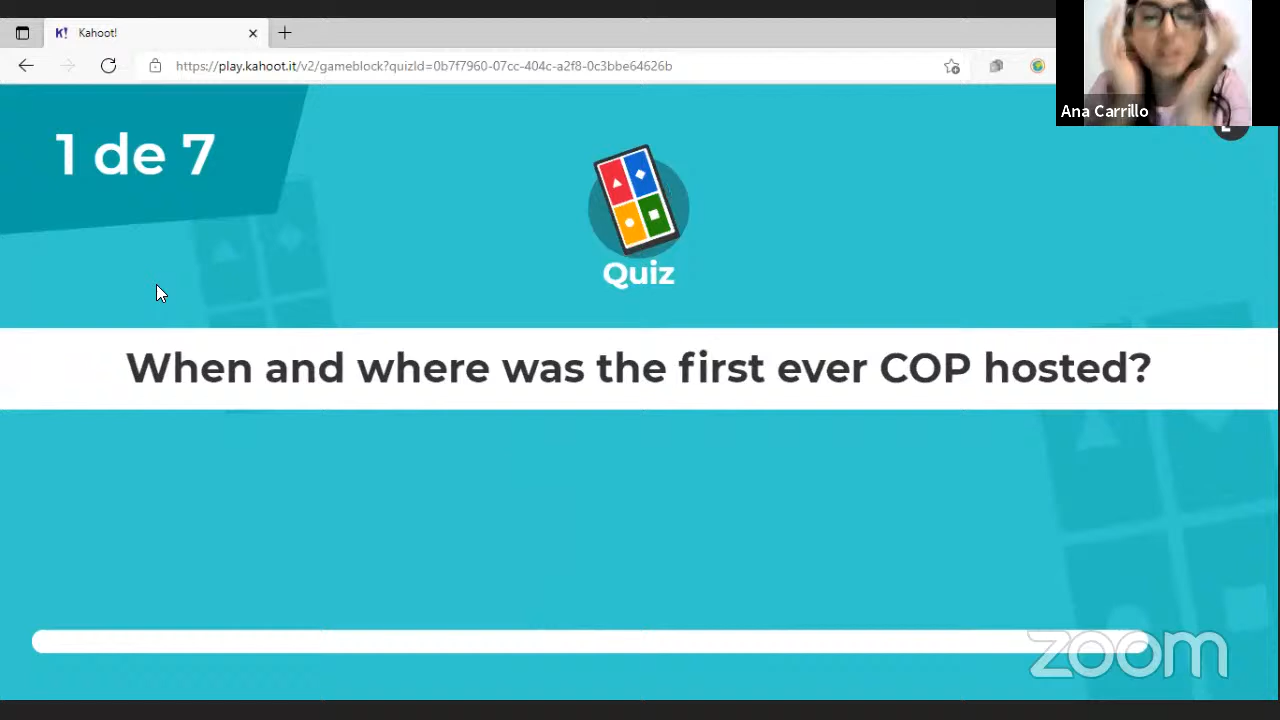 K! Kahoot!
https://play.kahoot.it/v2/gameblock?quizId=0b7f7960-07cc-404c-a2f8-0c3bbe64626b
Ana Carrillo
1 de 7
Quiz
When and where was the first ever COP hosted?
zoom